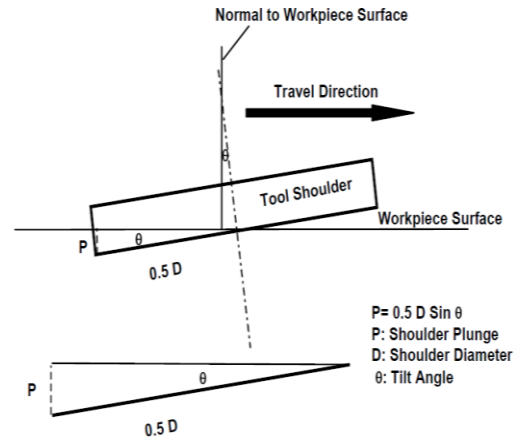 Normal to Workpiece Surface
Travel Direction
θ
Tool Shoulder
Workpiece Surface
P
θ
0.5 D
P= 0.5 D Sin θ
P: Shoulder Plunge
D: Shoulder Diameter
θ: Tilt Angle
P
θ
0.5 D